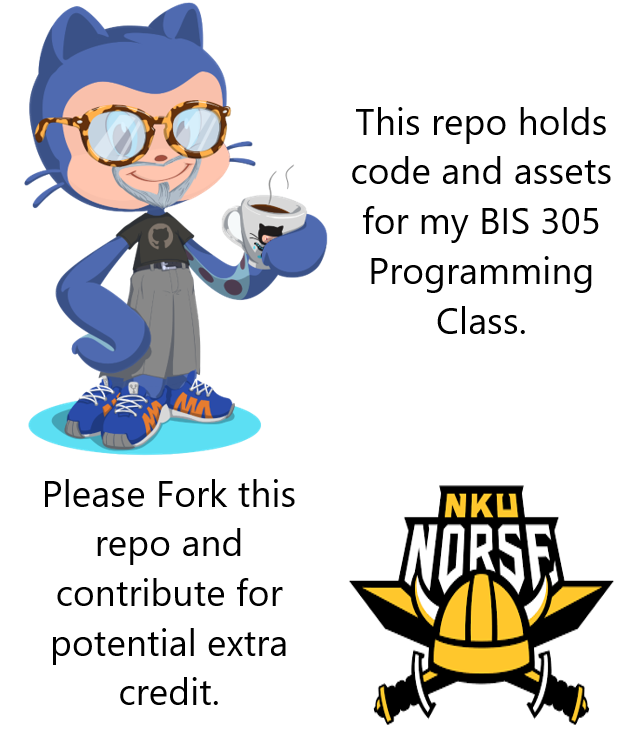 This repo holds
code and assets
for my BIS 305
Programming
Class.
Please Fork this
repo and
contribute for
potential extra
credit.
NKU
NORSE